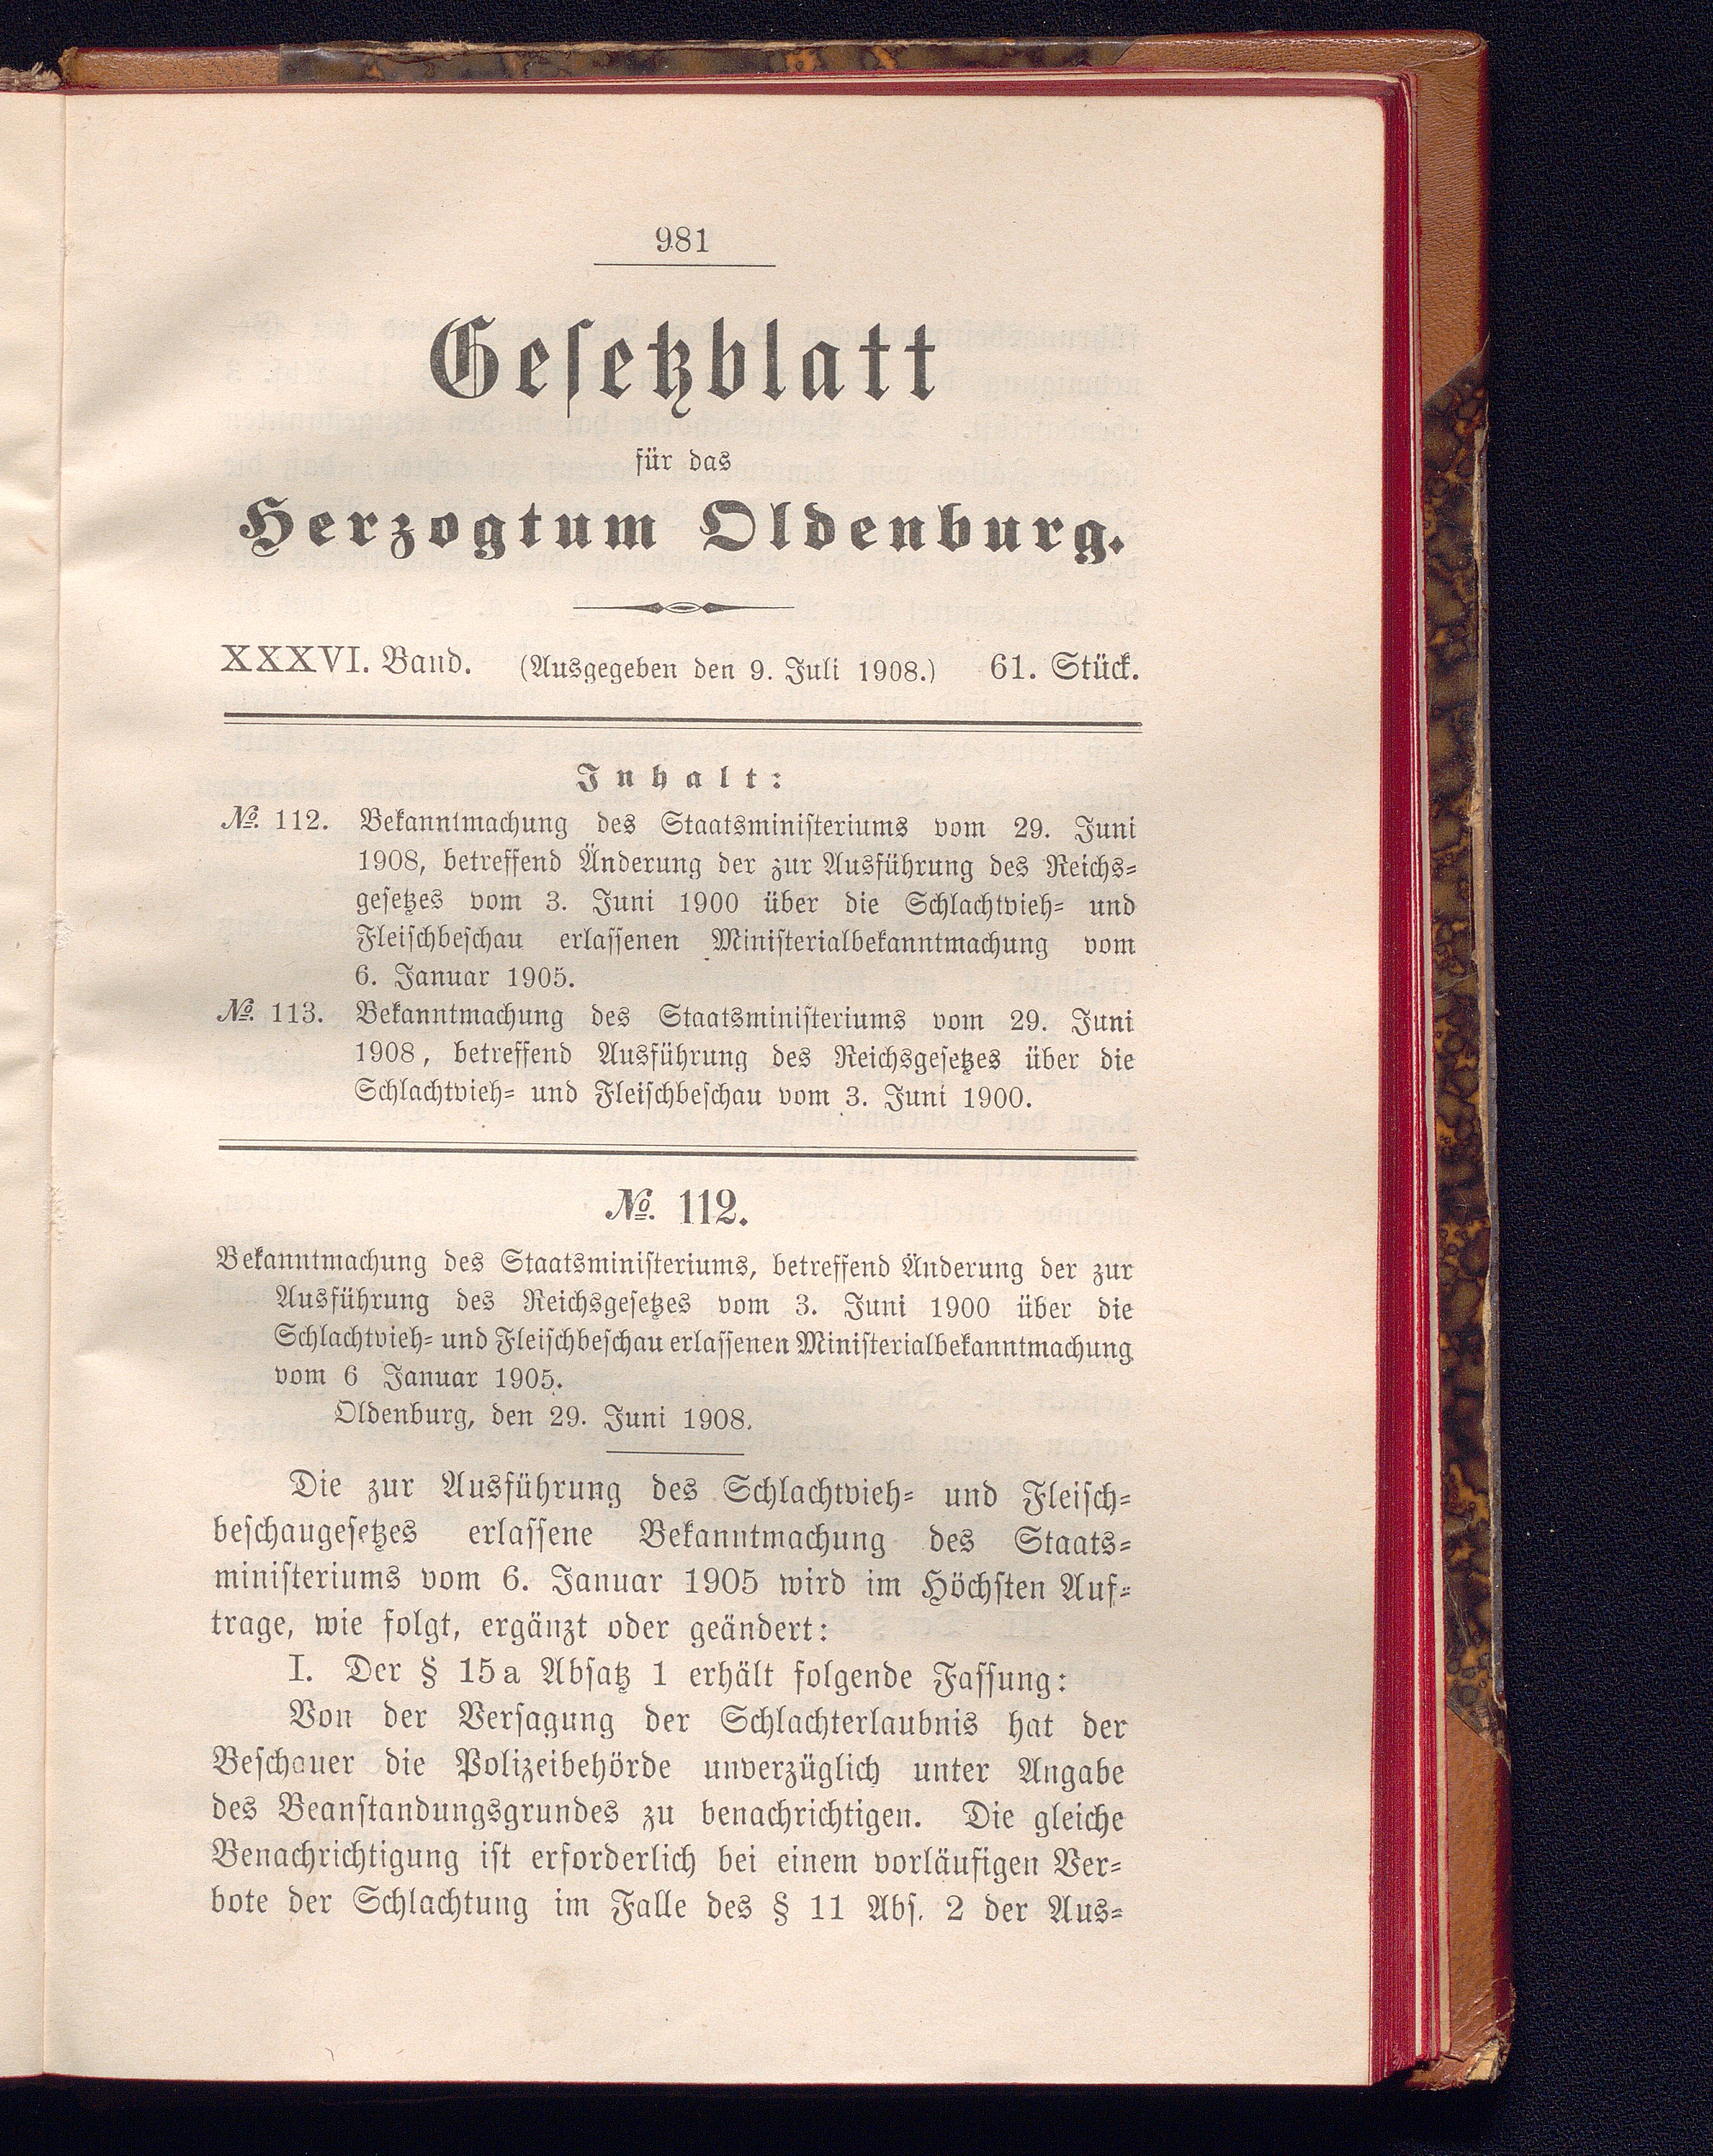 981
Gesetzblatt
für das
Herzogtum Oldenburg.
XXXVI. Band. (Ausgegeben den 9. Juli 1908.) 61. Stück.
Inhalt:
№. 112. Bekanntmachung des Staatsministeriums vom 29. Juni
1908, betreffend Änderung der zur Ausführung des Reichs-
gesetzes vom 3. Juni 1900 über die Schlachtvieh- und
Fleischbeschau erlassenen Ministerialbekanntmachung vom
6. Januar 1905.
№. 113. Bekanntmachung des Staatsministeriums vom 29. Juni
1908, betreffend Ausführung des Reichsgesetzes über die
Schlachtvieh- und Fleischbeschau vom 3. Juni 1900.
№. 112.
Bekanntmachung des Staatsministeriums, betreffend Änderung der zur
Ausführung des Reichsgesetzes vom 3. Juni 1900 über die
Schlachtvieh- und Fleischbeschau erlassenen Ministerialbekanntmachung
vom 6 Januar 1905.
Oldenburg, den 29. Juni 1908.
Die zur Ausführung des Schlachtvieh- und Fleisch-
beschaugesetzes erlassene Bekanntmachung des Staats-
ministeriums vom 6. Januar 1905 wird im Höchsten Auf-
trage, wie folgt, ergänzt oder geändert:
I. Der § 15a Absatz 1 erhält folgende Fassung:
Von der Versagung der Schlachterlaubnis hat der
Beschauer die Polizeibehörde unverzüglich unter Angabe
des Beanstandungsgrundes zu benachrichtigen. Die gleiche
Benachrichtigung ist erforderlich bei einem vorläufigen Ver-
bote der Schlachtung im Falle des § 11 Abs. 2 der Aus-